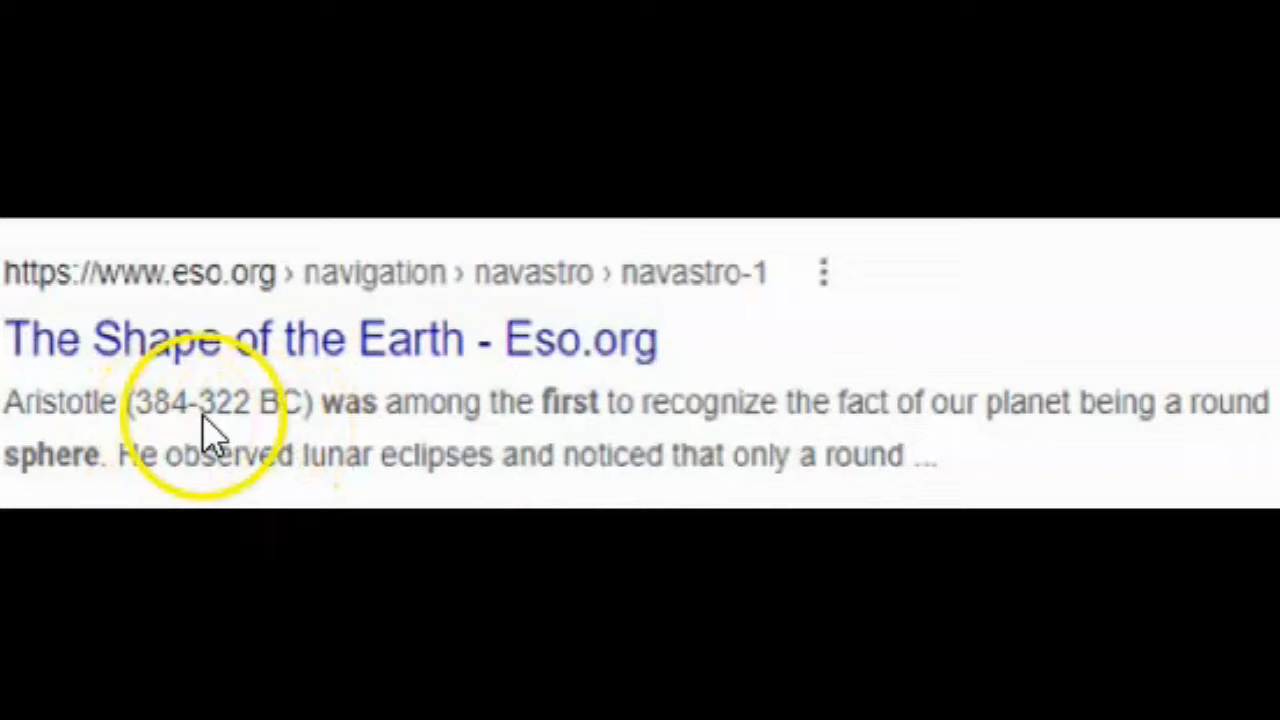 https://www.eso.org › navigation › navastro › navastro-1
The Shape of the Earth - Eso.org
Aristotle (384-322 BC) was among the first to recognize the fact of our planet being a round
sphere. He observed lunar eclipses and noticed that only a round ...